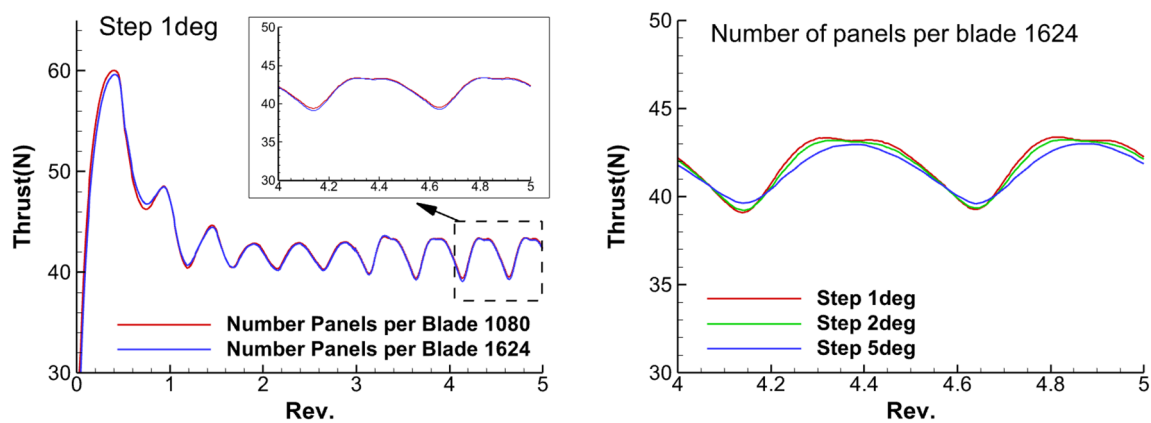 Step 1deg
Thrust(N)
60
50
40
30
0
1
2
3
4
5
Rev.
50
45
40
35
30
4
4.2
4.4
4.6
4.8
5
Number Panels per Blade 1080
Number Panels per Blade 1624
Number of panels per blade 1624
Thrust(N)
50
45
40
35
30
4
4.2
4.4
4.6
4.8
5
Rev.
Step 1deg
Step 2deg
Step 5deg